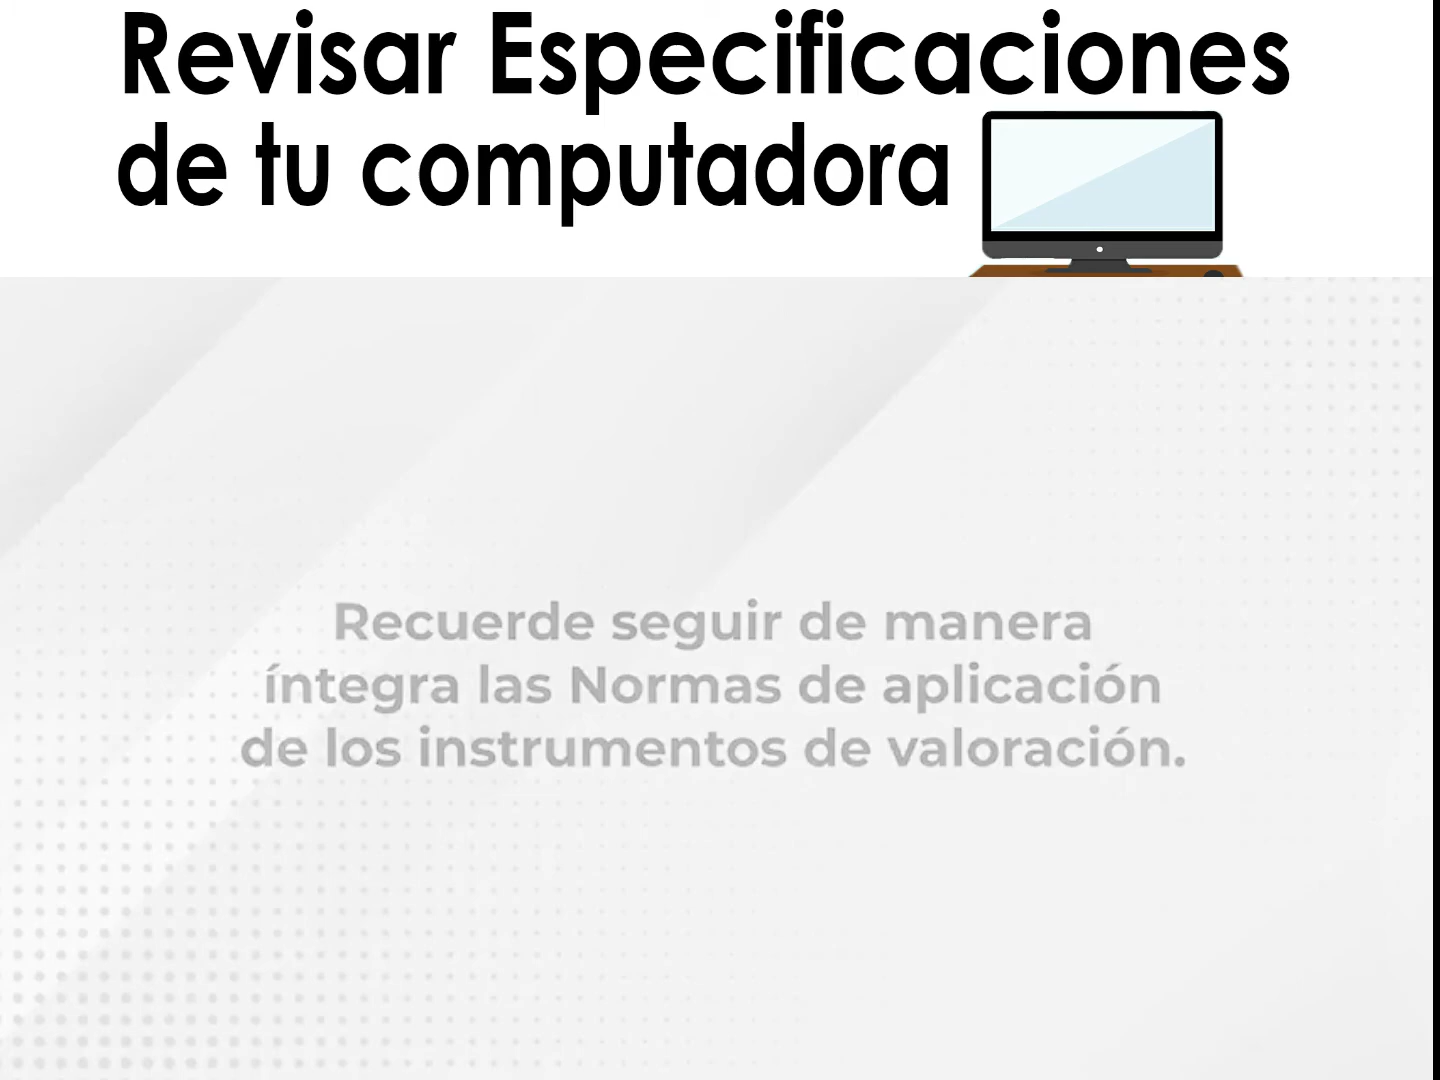 Revisar Especificaciones
de tu computadora
Recuerde seguir de manera
íntegra las Normas de aplicación
de los instrumentos de valoración.